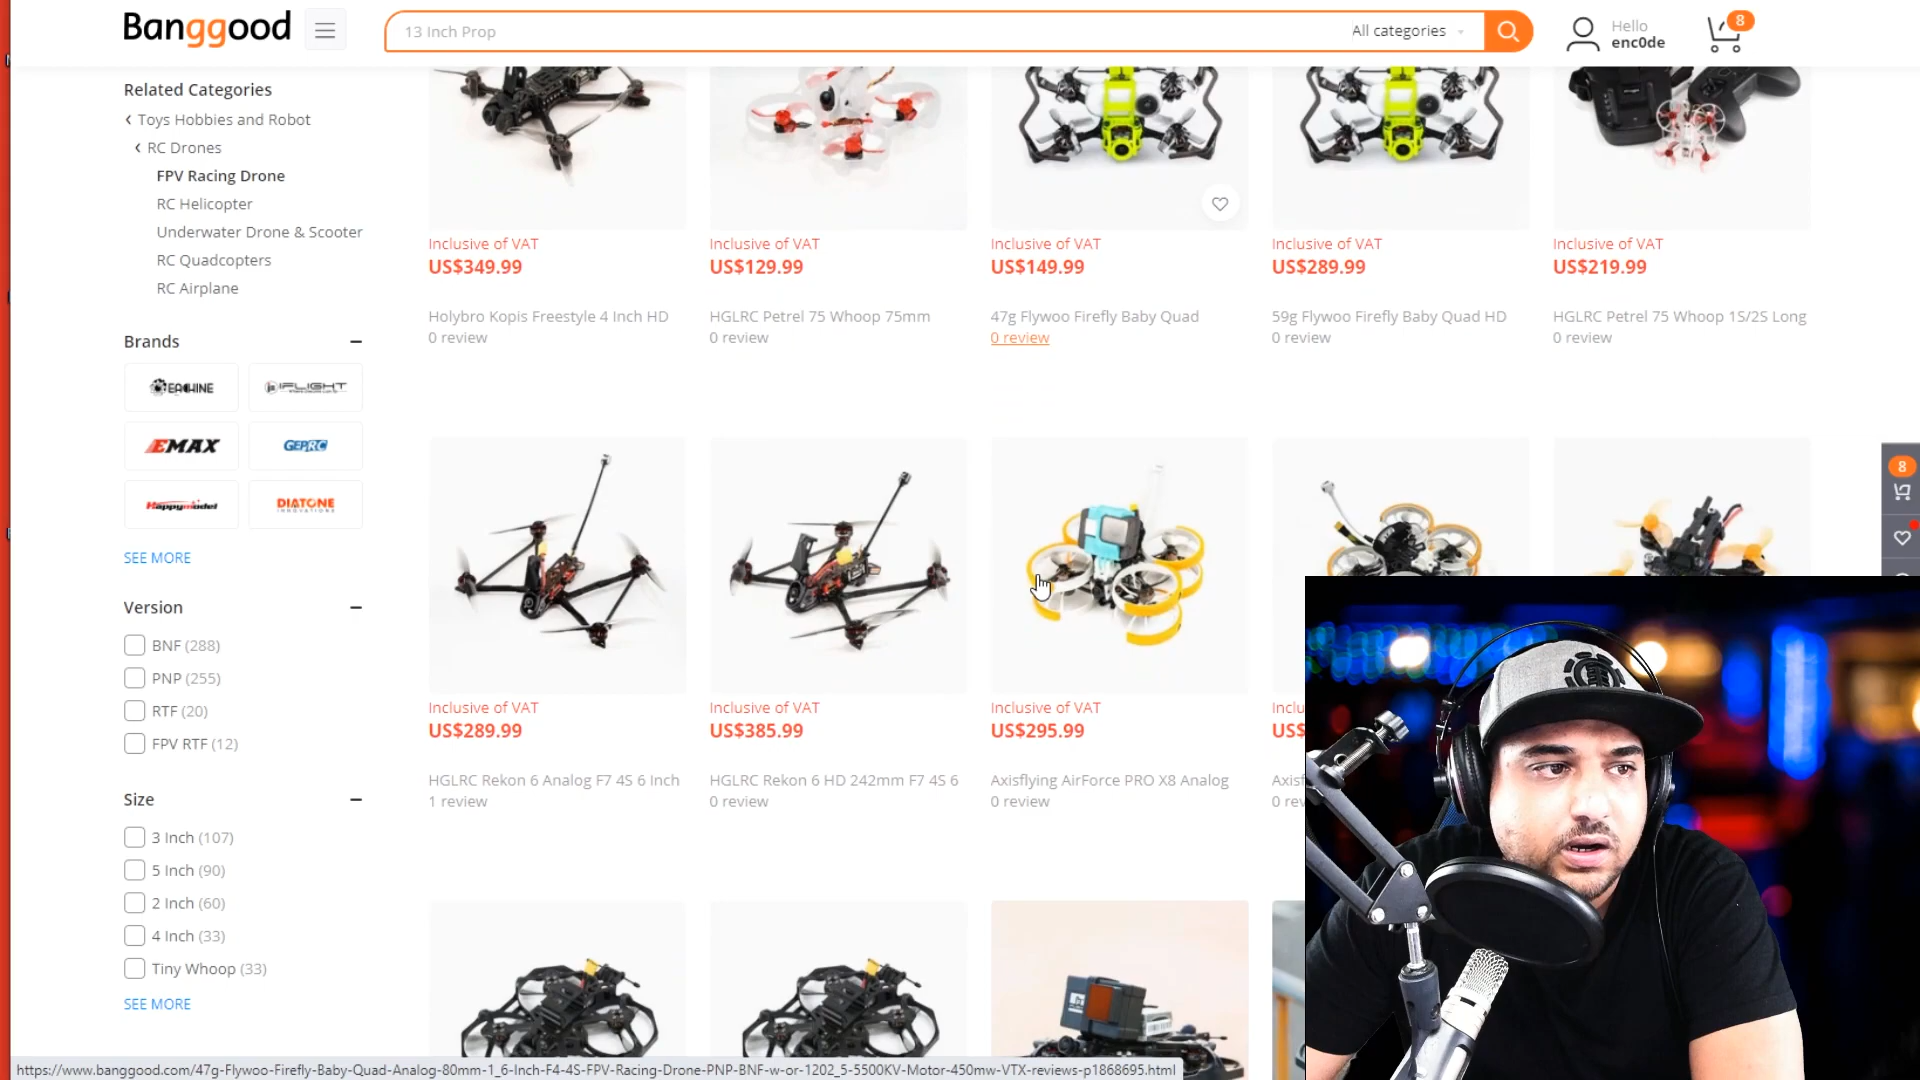 Banggood
13 Inch Prop
All categories
Hello
enc0de
8
Related Categories
Toys Hobbies and Robot
RC Drones
FPV Racing Drone
RC Helicopter
Underwater Drone & Scooter
RC Quadcopters
RC Airplane
Brands
EACHINE
iFLIGHT
EMAX
GEPRC
Happymodel
DIATONE
INNOVATIONS
SEE MORE
Version
BNF (288)
PNP (255)
RTF (20)
FPV RTF (12)
Size
3 Inch (107)
5 Inch (90)
2 Inch (60)
4 Inch (33)
Tiny Whoop (33)
SEE MORE
Inclusive of VAT
US$349.99
Holybro Kopis Freestyle 4 Inch HD
0 review
Inclusive of VAT
US$129.99
HGLRC Petrel 75 Whoop 75mm
0 review
Inclusive of VAT
US$149.99
47g Flywoo Firefly Baby Quad
0 review
Inclusive of VAT
US$289.99
59g Flywoo Firefly Baby Quad HD
0 review
Inclusive of VAT
US$219.99
HGLRC Petrel 75 Whoop 1S/2S Long
0 review
Inclusive of VAT
US$289.99
HGLRC Rekon 6 Analog F7 4S 6 Inch
1 review
Inclusive of VAT
US$385.99
HGLRC Rekon 6 HD 242mm F7 4S 6
0 review
Inclusive of VAT
US$295.99
Axisflying AirForce PRO X8 Analog
0 review
Inclu
US$
Axisf
0 rev
8
https://www.banggood.com/47g-Flywoo-Firefly-Baby-Quad-Analog-80mm-1_6-Inch-F4-4S-FPV-Racing-Drone-PNP-BNF-w-or-1202_5-5500KV-Motor-450mw-VTX-reviews-p1868695.html